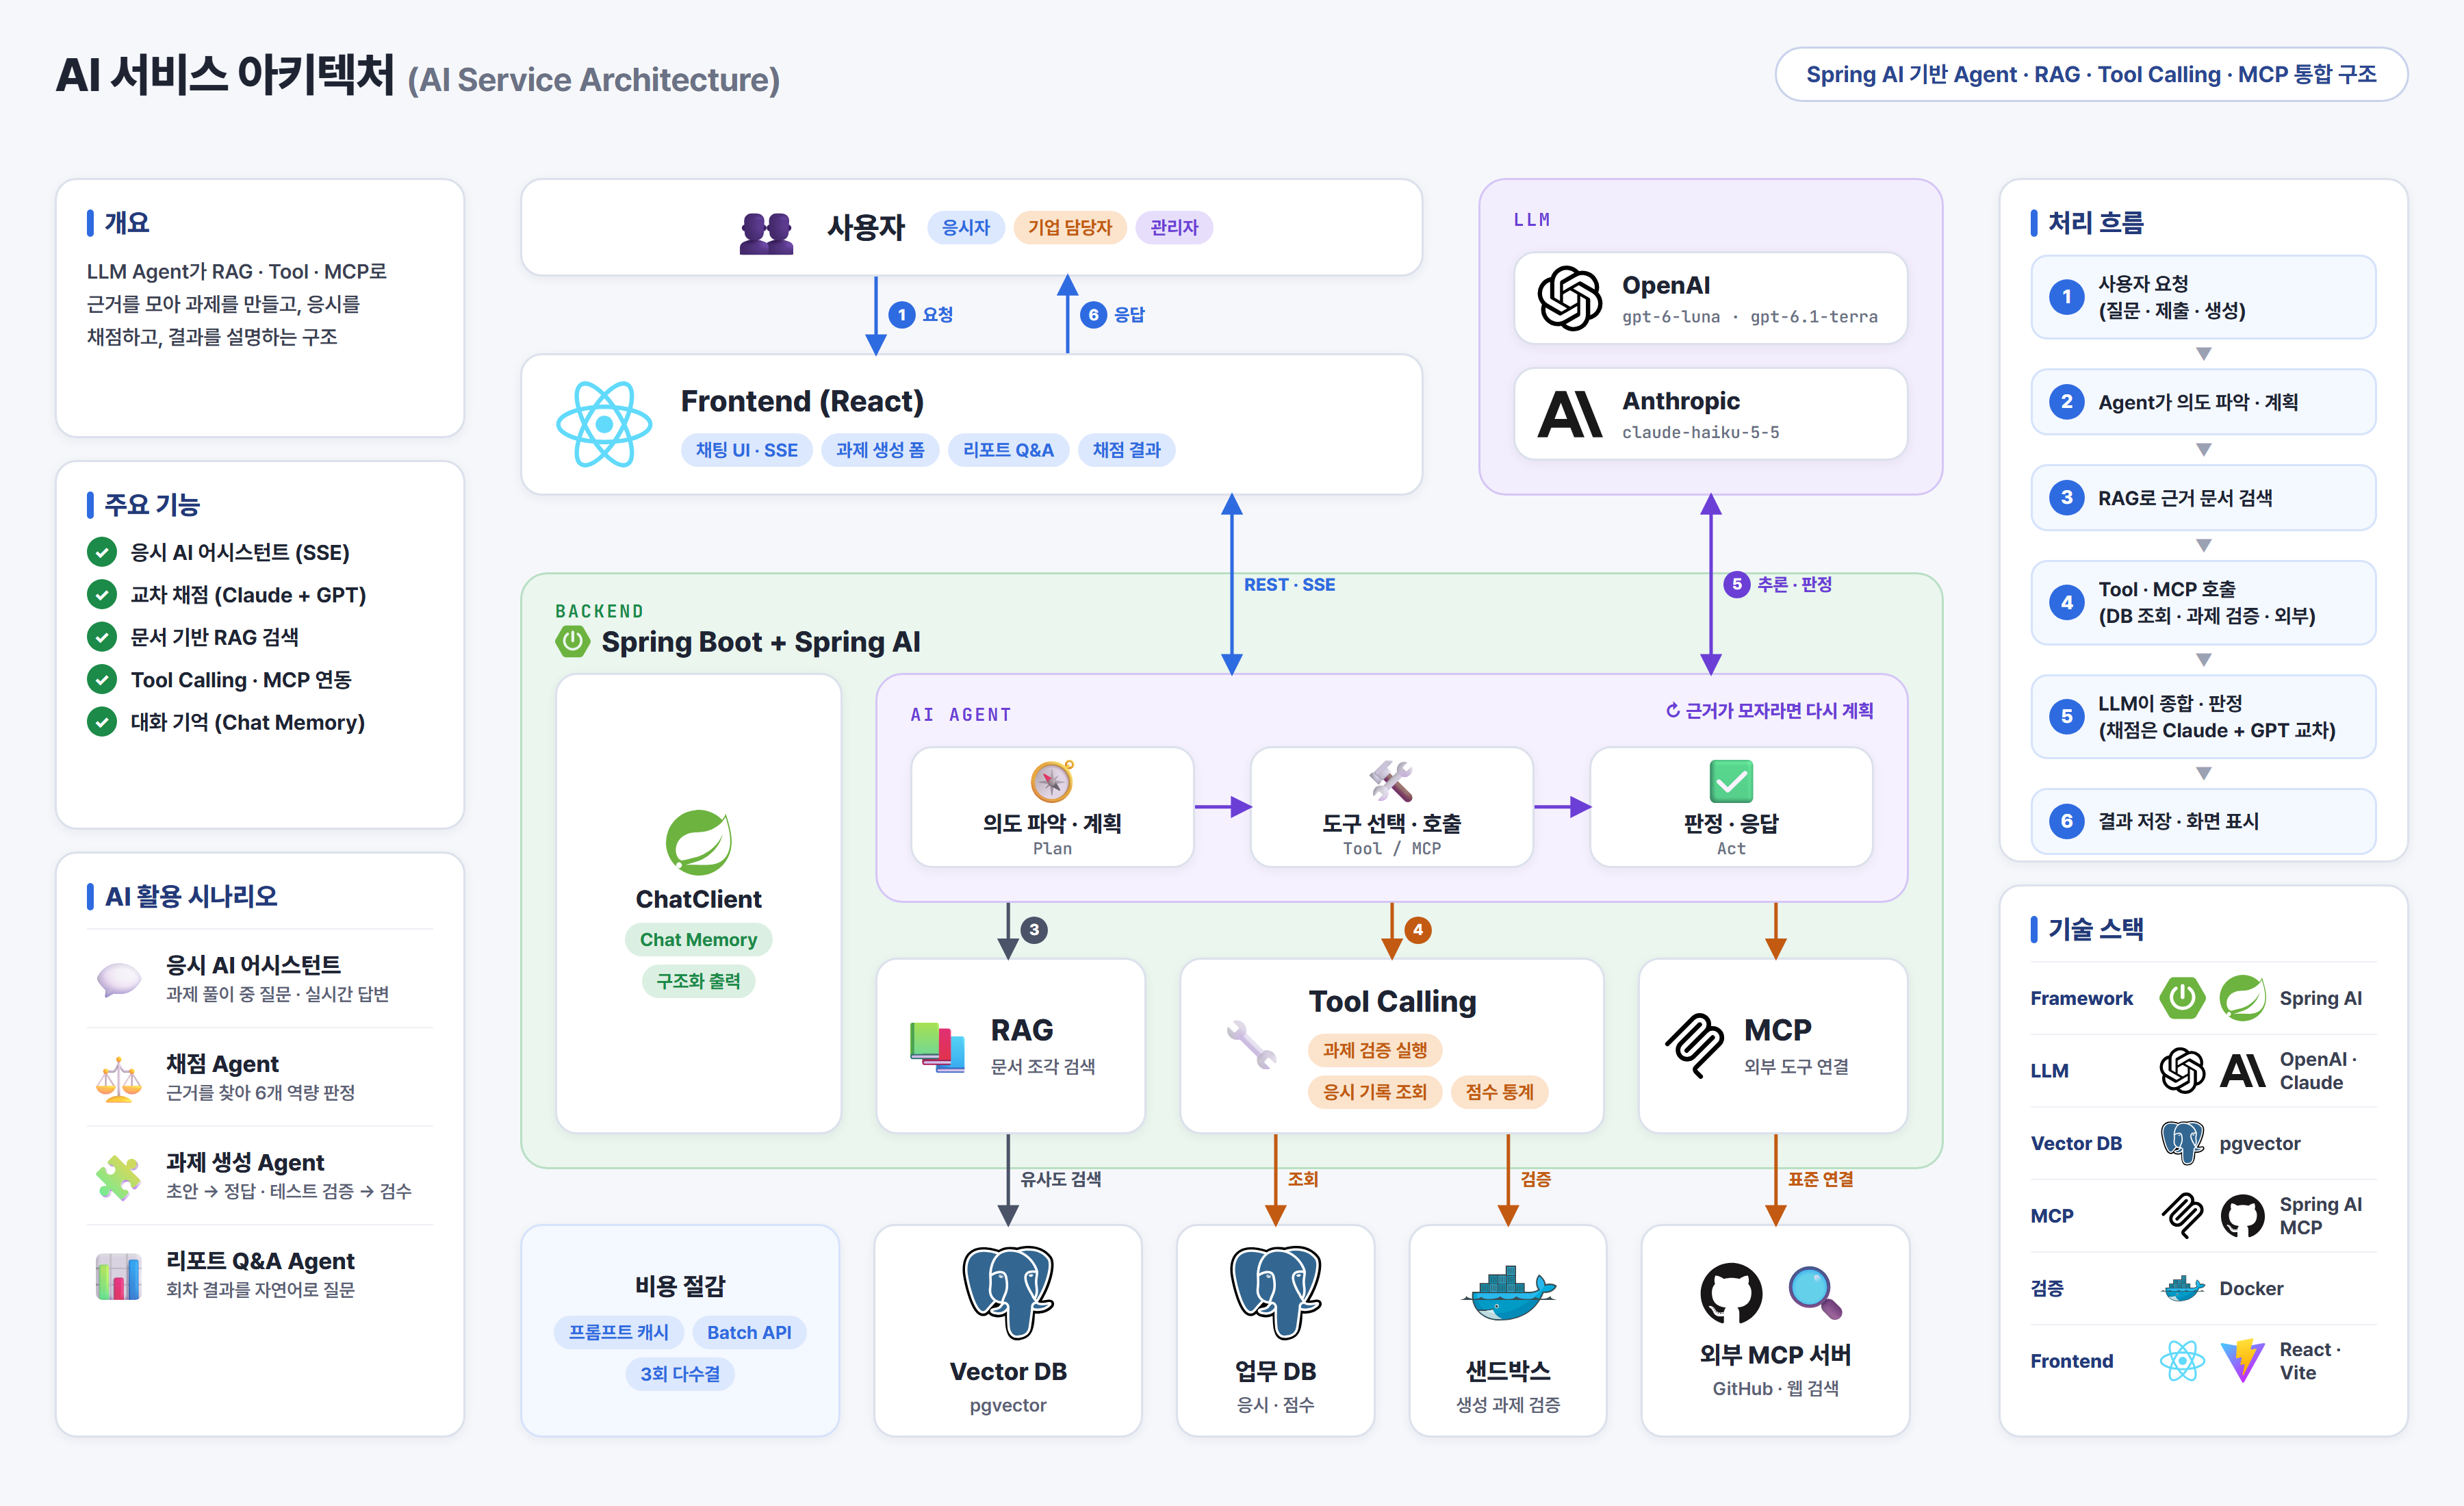 AI 서비스 아키텍처 (AI Service Architecture)
Spring AI 기반 Agent · RAG · Tool Calling · MCP 통합 구조
개요
LLM Agent가 RAG · Tool · MCP로
근거를 모아 과제를 만들고, 응시를
채점하고, 결과를 설명하는 구조
주요 기능
응시 AI 어시스턴트 (SSE)
교차 채점 (Claude + GPT)
문서 기반 RAG 검색
Tool Calling · MCP 연동
대화 기억 (Chat Memory)
AI 활용 시나리오
응시 AI 어시스턴트
과제 풀이 중 질문 · 실시간 답변
채점 Agent
근거를 찾아 6개 역량 판정
과제 생성 Agent
초안 → 정답 · 테스트 검증 → 검수
리포트 Q&A Agent
회차 결과를 자연어로 질문
사용자 응시자 기업 담당자 관리자
1 요청
6 응답
Frontend (React)
채팅 UI · SSE 과제 생성 폼 리포트 Q&A 채점 결과
LLM
OpenAI
gpt-6-luna · gpt-6.1-terra
Anthropic
claude-haiku-5-5
REST · SSE
5 추론 · 판정
BACKEND
Spring Boot + Spring AI
ChatClient
Chat Memory
구조화 출력
AI AGENT
↻ 근거가 모자라면 다시 계획
의도 파악 · 계획
Plan
도구 선택 · 호출
Tool / MCP
판정 · 응답
Act
3
4
RAG
문서 조각 검색
Tool Calling
과제 검증 실행
응시 기록 조회 점수 통계
MCP
외부 도구 연결
유사도 검색
조회
검증
표준 연결
비용 절감
프롬프트 캐시 Batch API
3회 다수결
Vector DB
pgvector
업무 DB
응시 · 점수
샌드박스
생성 과제 검증
외부 MCP 서버
GitHub · 웹 검색
처리 흐름
1 사용자 요청
(질문 · 제출 · 생성)
2 Agent가 의도 파악 · 계획
3 RAG로 근거 문서 검색
4 Tool · MCP 호출
(DB 조회 · 과제 검증 · 외부)
5 LLM이 종합 · 판정
(채점은 Claude + GPT 교차)
6 결과 저장 · 화면 표시
기술 스택
Framework Spring AI
LLM OpenAI ·
Claude
Vector DB pgvector
MCP Spring AI
MCP
검증 Docker
Frontend React ·
Vite